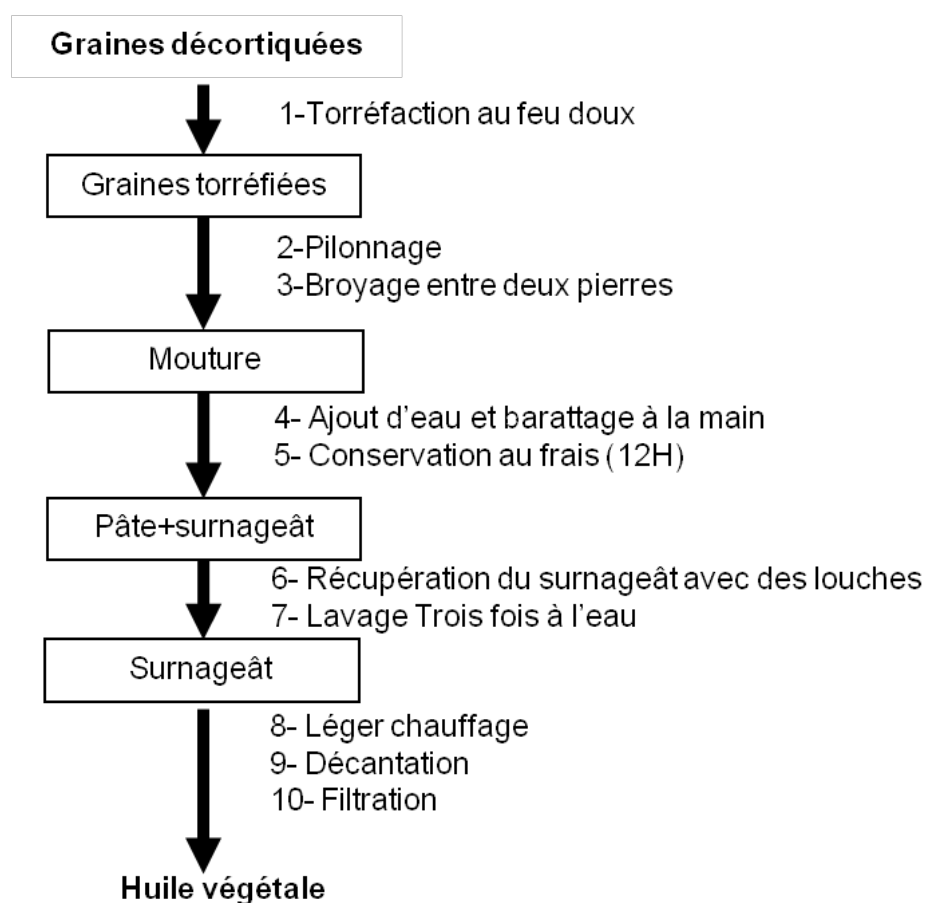 Graines décortiquées
1-Torréfaction au feu doux
Graines torréfiées
2-Pilonnage
3-Broyage entre deux pierres
Mouture
4- Ajout d'eau et barattage à la main
5- Conservation au frais (12H)
Pâte+surnageât
6- Récupération du surnageât avec des louches
7- Lavage Trois fois à l'eau
Surnageât
8- Léger chauffage
9- Décantation
10- Filtration
Huile végétale